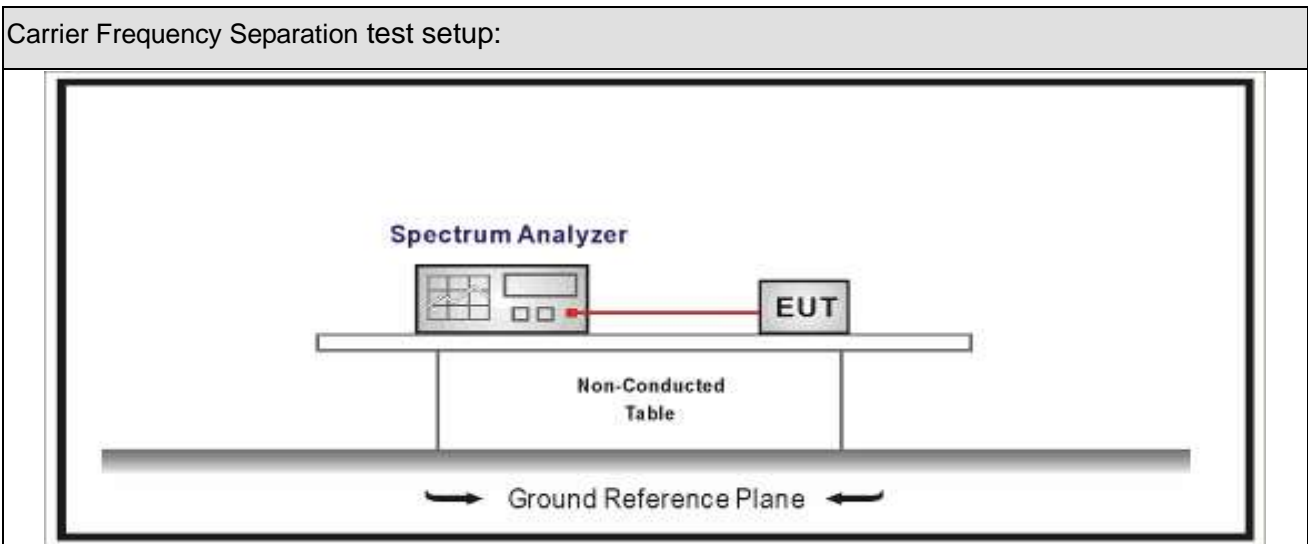 Carrier Frequency Separation test setup:
Spectrum Analyzer
EUT
Non-Conducted
Table
Ground Reference Plane